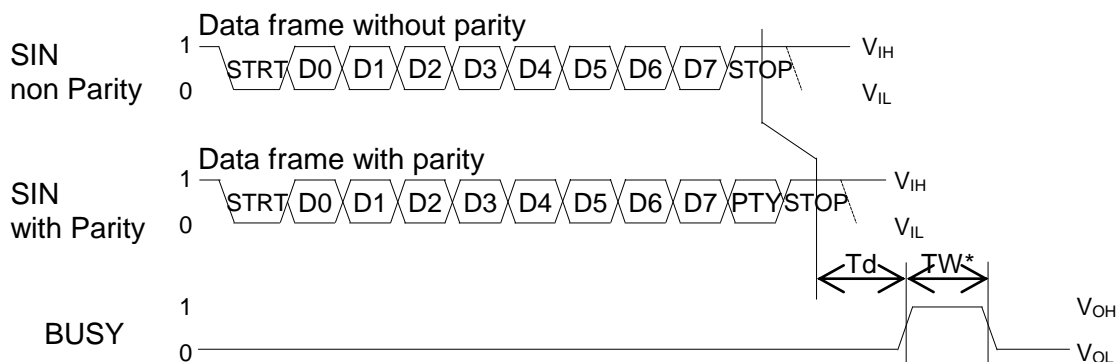 Data frame without parity
SIN
non Parity
1
0
STRT D0 D1 D2 D3 D4 D5 D6 D7 STOP
VIH
VIL
Data frame with parity
SIN
with Parity
1
0
STRT D0 D1 D2 D3 D4 D5 D6 D7 PTY STOP
VIH
VIL
Td TW*
BUSY
1
0
VOH
VOL